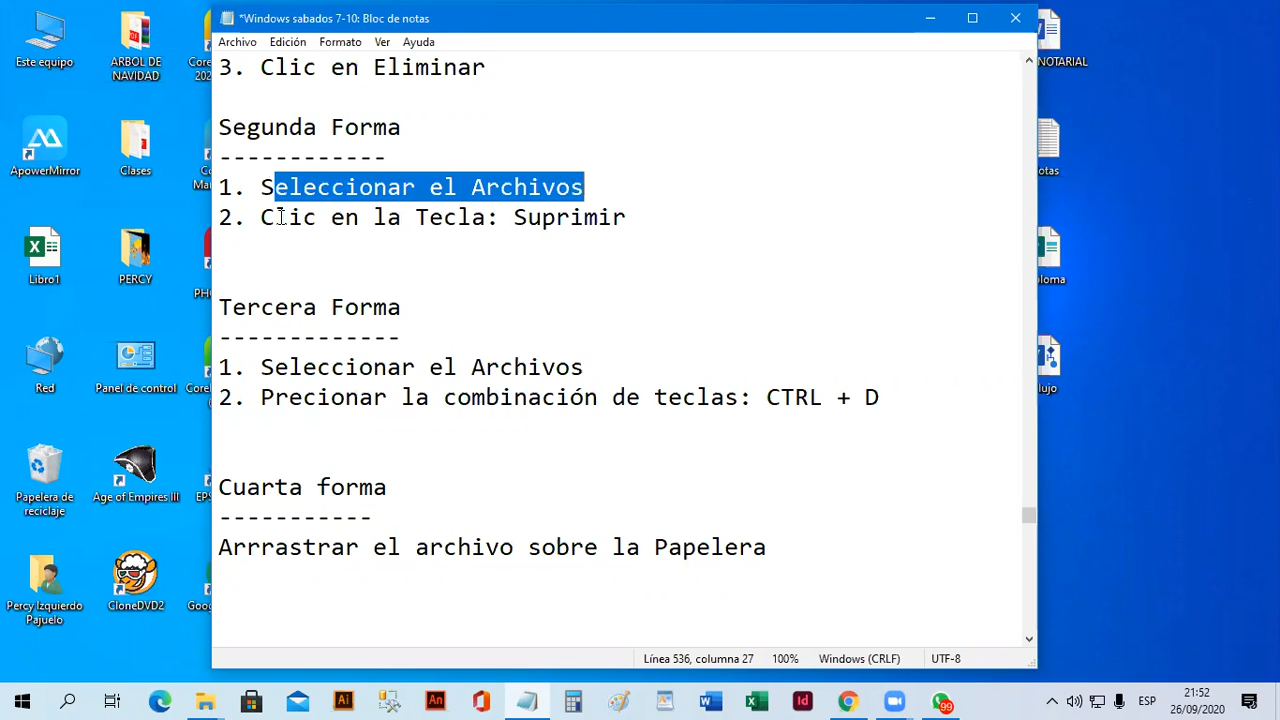 *Windows sabados 7-10: Bloc de notas
Archivo Edición Formato Ver Ayuda
3. Clic en Eliminar
Segunda Forma
------------
1. Seleccionar el Archivos
2. Clic en la Tecla: Suprimir
Tercera Forma
-------------
1. Seleccionar el Archivos
2. Precionar la combinación de teclas: CTRL + D
Cuarta forma
-----------
Arrrastrar el archivo sobre la Papelera
Línea 536, columna 27 100% Windows (CRLF) UTF-8
Este equipo
ARBOL DE
NAVIDAD
ApowerMirror
Clases
Libro1
PERCY
Red
Panel de control
Papelera de
reciclaje
Age of Empires III
Percy Izquierdo
Pajuelo
CloneDVD2
NOTARIAL
Ai
An
Id
99
ESP
21:52
26/09/2020